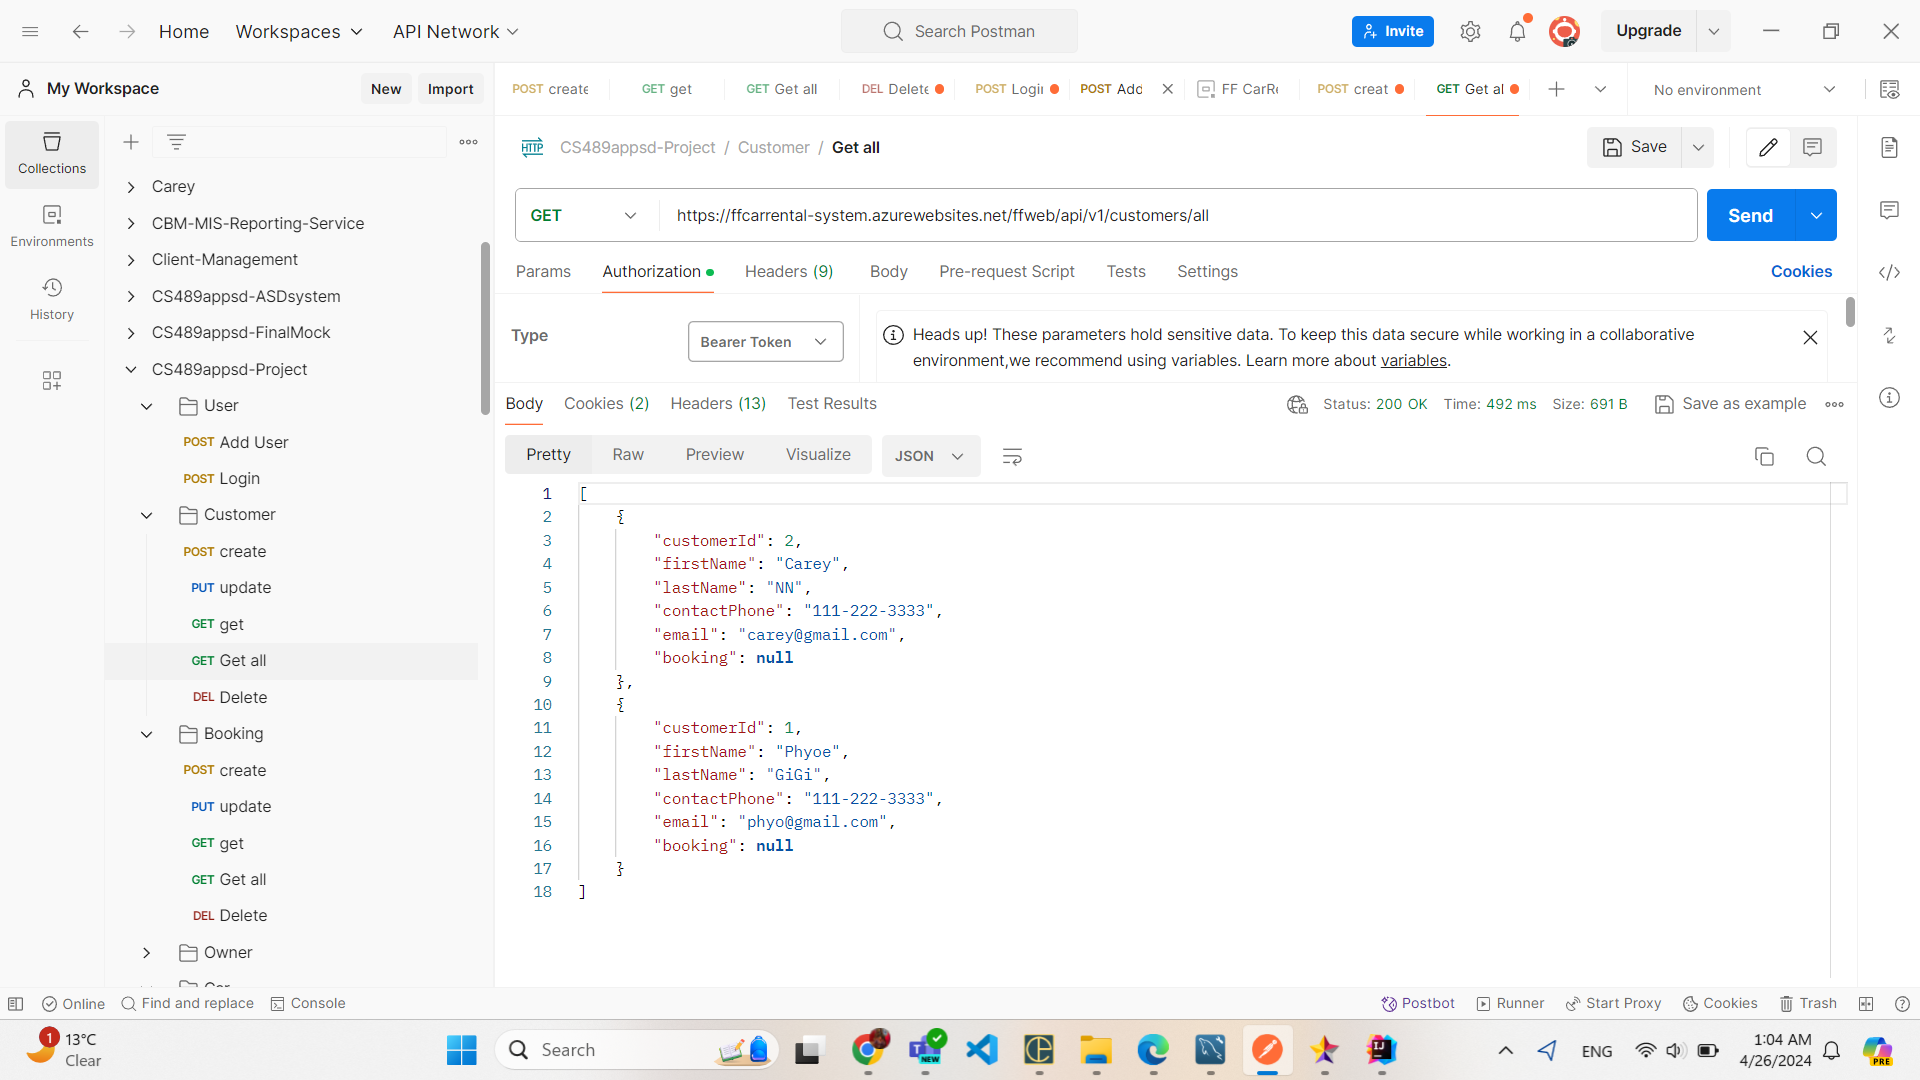 Home Workspaces API Network Search Postman Invite Upgrade
My Workspace New Import POST create GET get GET Get all DEL Delete POST Login POST Add FF CarRe POST creat GET Get al No environment
Collections
Environments
History
Carey
CBM-MIS-Reporting-Service
Client-Management
CS489appsd-ASDsystem
CS489appsd-FinalMock
CS489appsd-Project
User
POST Add User
POST Login
Customer
POST create
PUT update
GET get
GET Get all
DEL Delete
Booking
POST create
PUT update
GET get
GET Get all
DEL Delete
Owner
HTTP CS489appsd-Project / Customer / Get all Save
GET https://ffcarrental-system.azurewebsites.net/ffweb/api/v1/customers/all Send
Params Authorization Headers (9) Body Pre-request Script Tests Settings Cookies
Type Bearer Token
Heads up! These parameters hold sensitive data. To keep this data secure while working in a collaborative
environment,we recommend using variables. Learn more about variables.
Body Cookies (2) Headers (13) Test Results Status: 200 OK Time: 492 ms Size: 691 B Save as example
Pretty Raw Preview Visualize JSON
1 [
2 {
3 "customerId": 2,
4 "firstName": "Carey",
5 "lastName": "NN",
6 "contactPhone": "111-222-3333",
7 "email": "carey@gmail.com",
8 "booking": null
9 },
10 {
11 "customerId": 1,
12 "firstName": "Phyoe",
13 "lastName": "GiGi",
14 "contactPhone": "111-222-3333",
15 "email": "phyo@gmail.com",
16 "booking": null
17 }
18 ]
Online Find and replace Console Postbot Runner Start Proxy Cookies Trash
1 13°C
Clear
Search
NEW
ENG
1:04 AM
4/26/2024
PRE